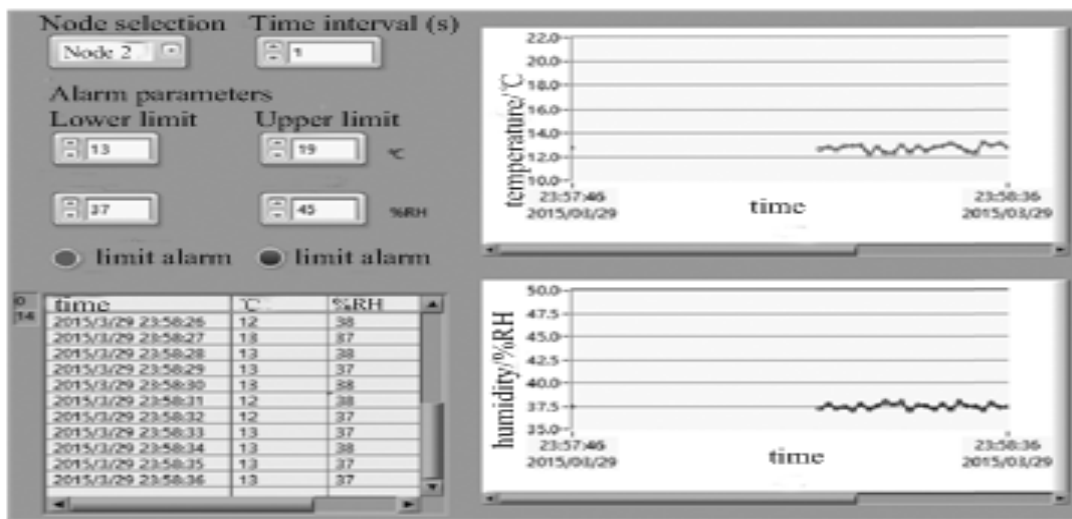 Node selection Time interval (s)
Node 2 1
Alarm parameters
Lower limit Upper limit
13 19 ℃
37 45 %RH
limit alarm limit alarm
0
14
time ℃ %RH
2015/3/29 23:58:26 12 38
2015/3/29 23:58:27 13 37
2015/3/29 23:58:28 13 38
2015/3/29 23:58:29 13 37
2015/3/29 23:58:30 13 38
2015/3/29 23:58:31 12 38
2015/3/29 23:58:32 12 37
2015/3/29 23:58:33 13 37
2015/3/29 23:58:34 13 38
2015/3/29 23:58:35 13 37
2015/3/29 23:58:36 13 37
temperature/℃
22.0
20.0
18.0
16.0
14.0
12.0
10.0
23:57:46 23:58:36
2015/03/29 time 2015/03/29
humidity/%RH
50.0
47.5
45.0
42.5
40.0
37.5
35.0
23:57:46 23:58:36
2015/03/29 time 2015/03/29